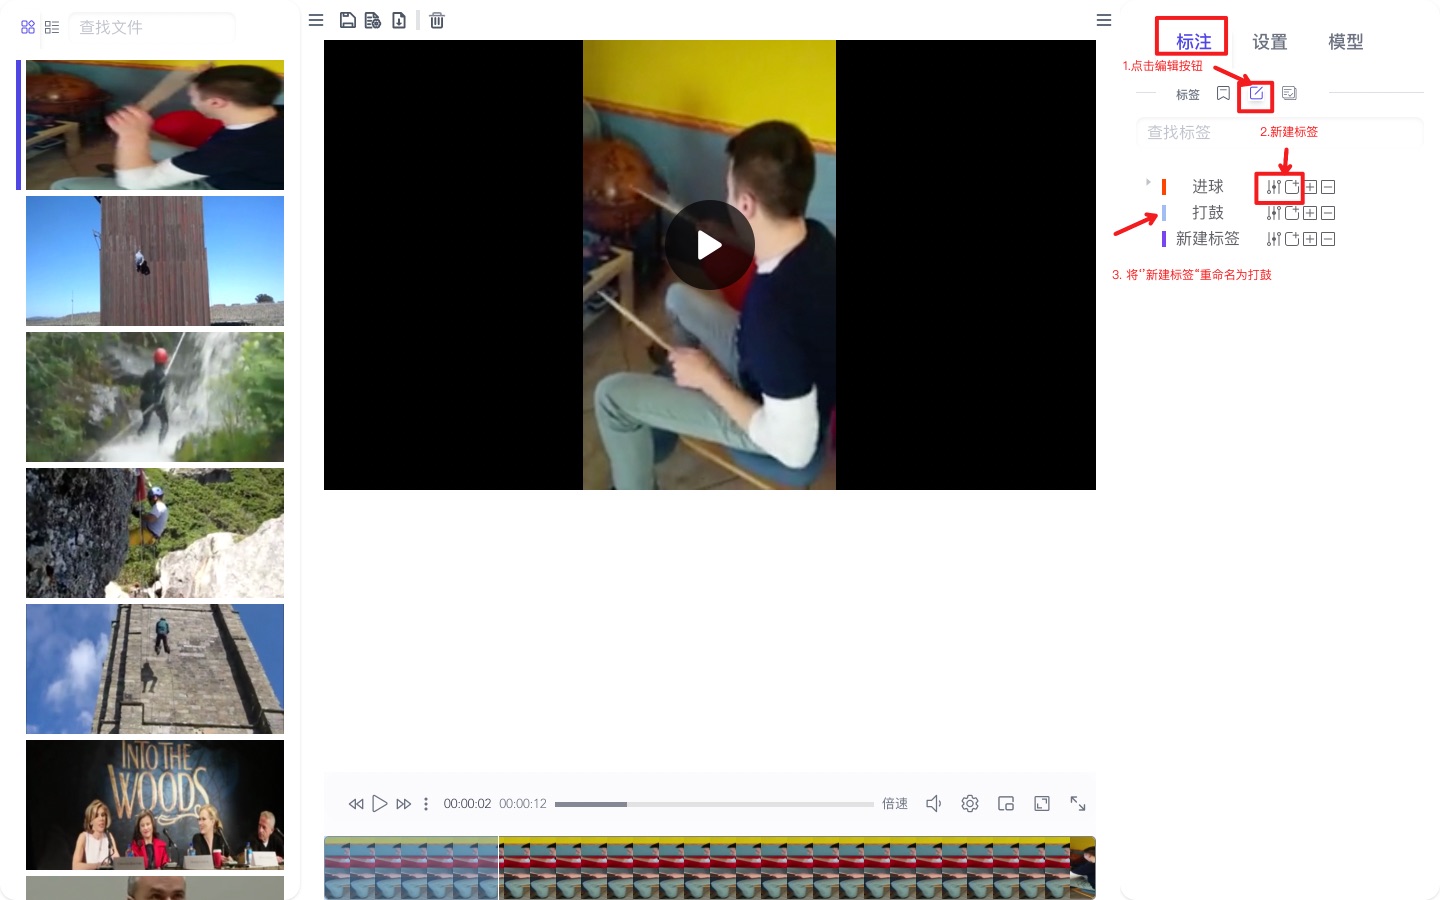 查找文件
标注
设置
模型
1.点击编辑按钮
标签
查找标签
2.新建标签
进球
打鼓
新建标签
3. 将“新建标签“重命名为打鼓
INTO THE
WOODS
00:00:02
00:00:12
倍速